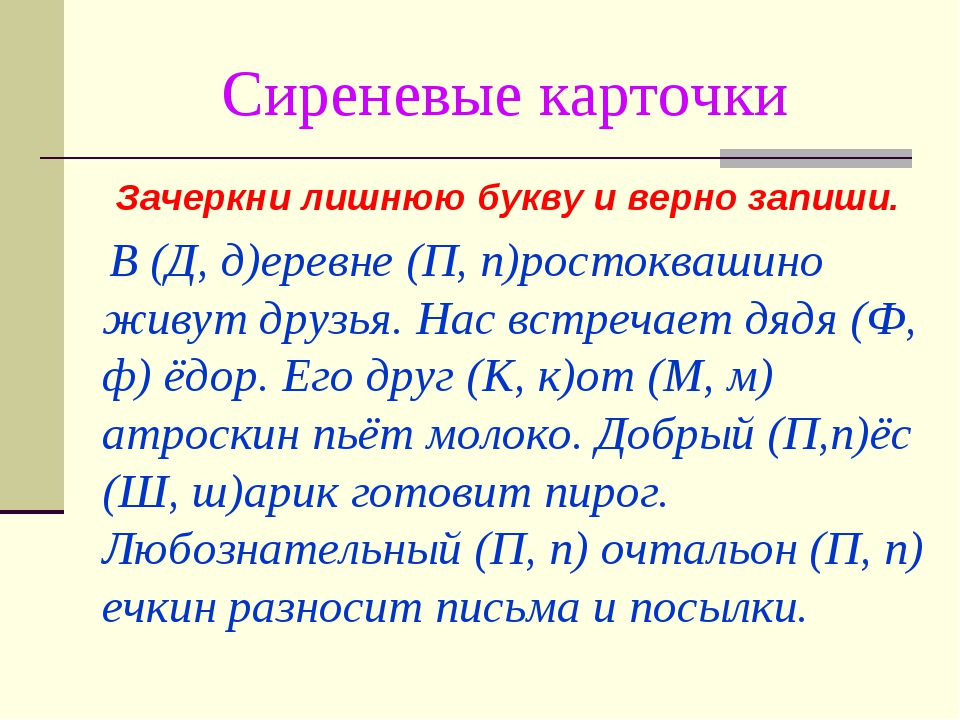 Сиреневые карточки
Зачеркни лишнюю букву и верно запиши.
В (Д, д)еревне (П, п)ростоквашино
живут друзья. Нас встречает дядя (Ф,
ф) ёдор. Его друг (К, к)от (М, м)
атроскин пьёт молоко. Добрый (П,п)ёс
(Ш, ш)арик готовит пирог.
Любознательный (П, п) очтальон (П, п)
ечкин разносит письма и посылки.